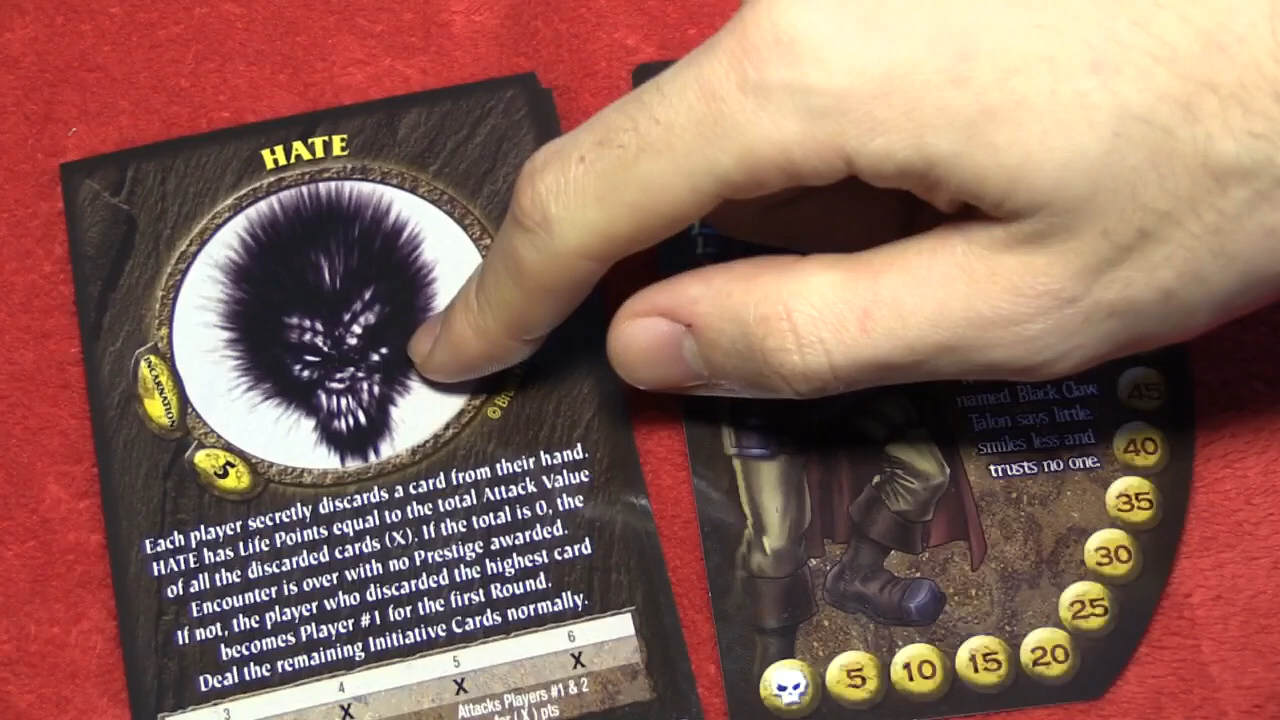 HATE
INCARNATION
5
Each player secretly discards a card from their hand.
HATE has Life Points equal to the total Attack Value
of all the discarded cards (X). If the total is 0, the
Encounter is over with no Prestige awarded.
If not, the player who discarded the highest card
becomes Player #1 for the first Round.
Deal the remaining Initiative Cards normally.
3 4 5 6
X X X
Attacks Players #1 & 2
for ( X ) pts
named Black Claw.
Talon says little,
smiles less and
trusts no one.
45
40
35
30
25
20
15
10
5